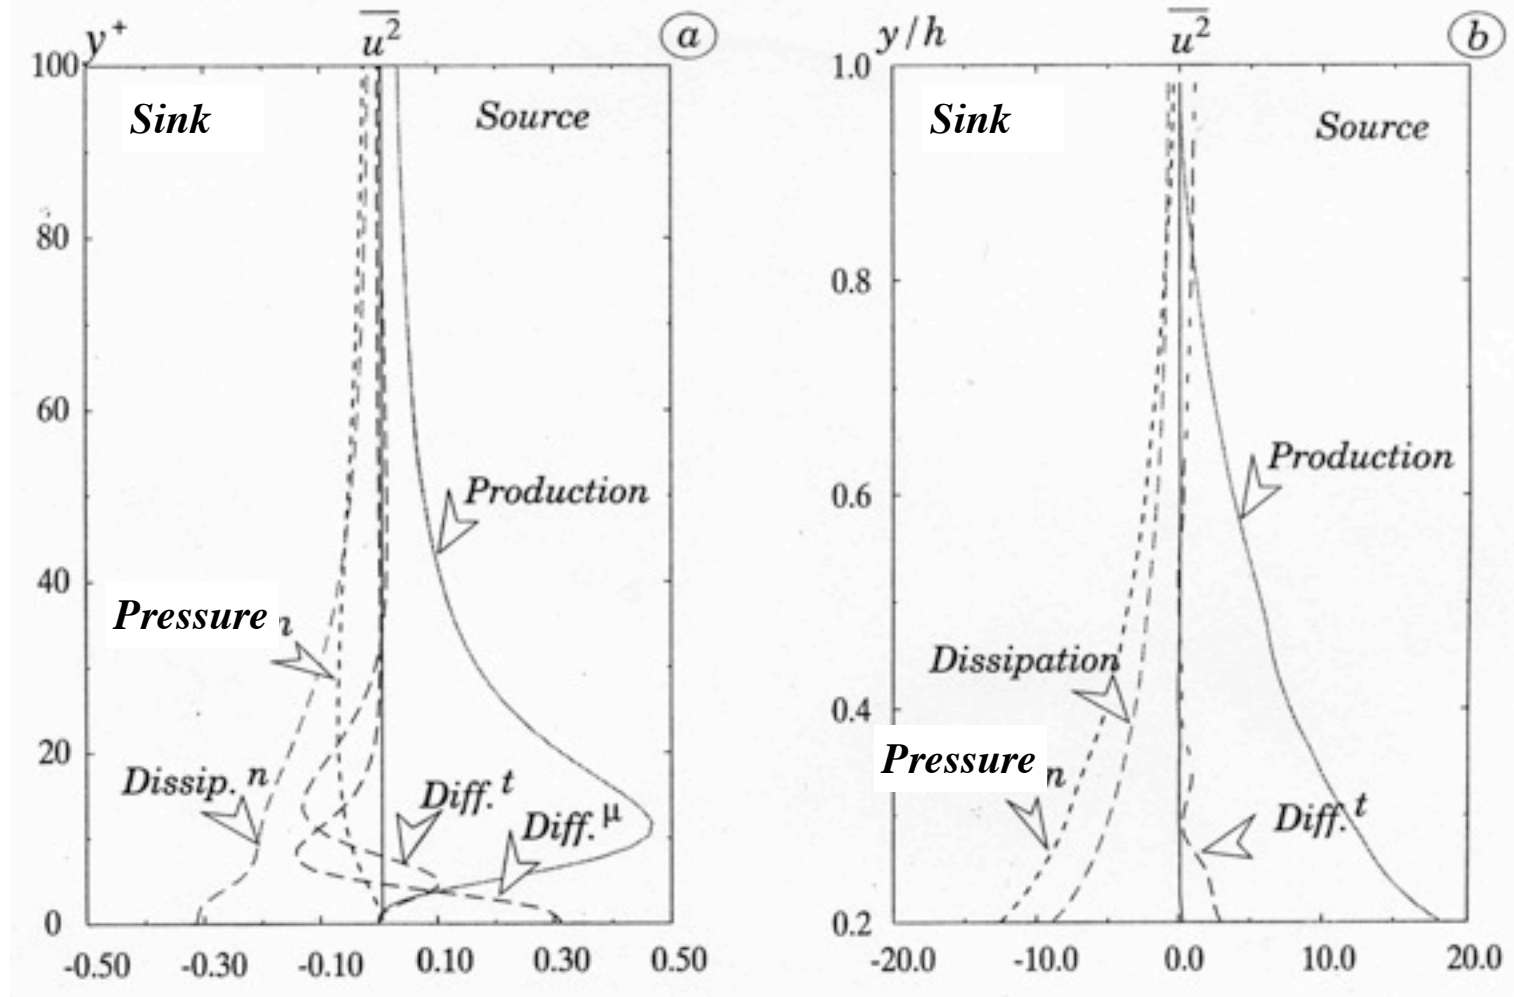 y⁺
u²
a
100
Sink
Source
80
60
Production
40
Pressure n
20
Dissip. n
Diff. t
Diff. μ
0
-0.50 -0.30 -0.10 0.10 0.30 0.50
y/h
u²
b
1.0
Sink
Source
0.8
Production
0.6
Dissipation
0.4
Pressure n
Diff. t
0.2
-20.0 -10.0 0.0 10.0 20.0